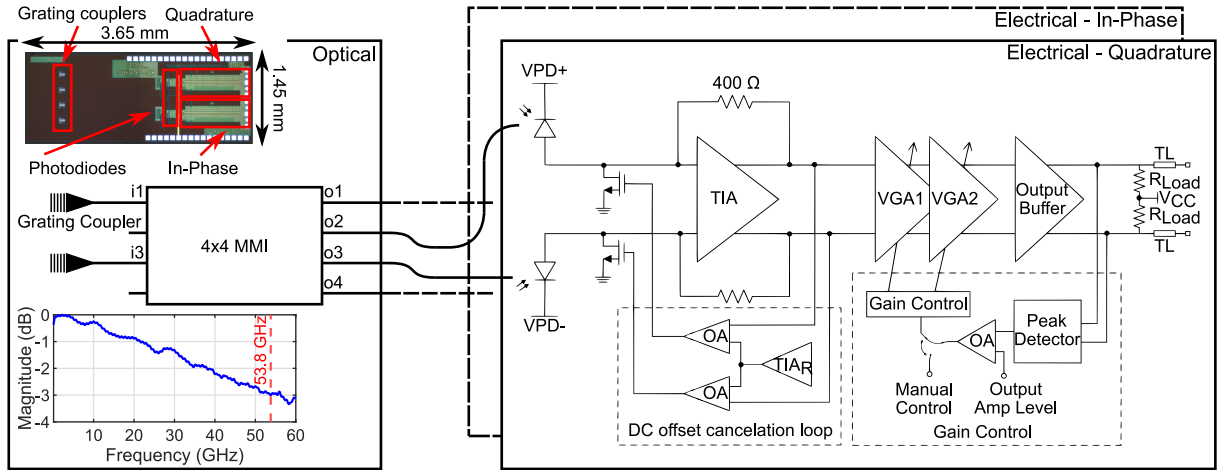 Grating couplers
Quadrature
3.65 mm
1.45 mm
Photodiodes
In-Phase
Optical
i1
Grating Coupler
i3
4x4 MMI
o1
o2
o3
o4
Magnitude (dB)
0
-1
-2
-3
-4
10
20
30
40
50
60
Frequency (GHz)
53.8 GHz
Electrical - In-Phase
Electrical - Quadrature
VPD+
VPD-
400 Ω
TIA
VGA1
VGA2
Output
Buffer
TL
RLoad
VCC
RLoad
TL
OA
OA
TIAR
DC offset cancelation loop
Gain Control
OA
Peak
Detector
Manual
Control
Output
Amp Level
Gain Control